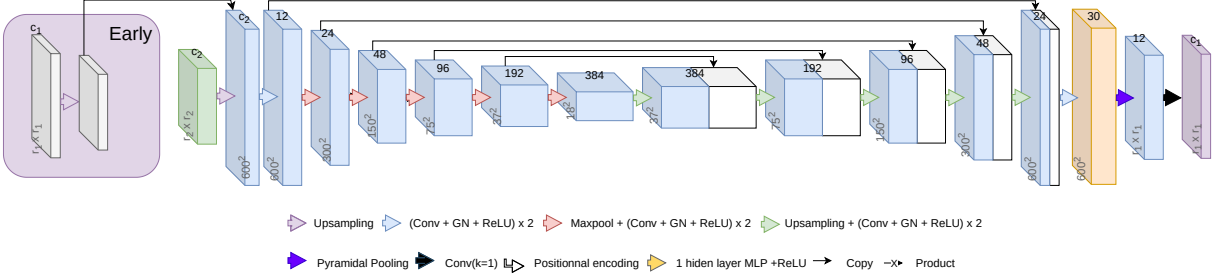 Early
c1
r1 x r1
c2
r2 x r2
c2
600²
12
600²
24
300²
48
150²
96
75²
192
37²
384
18²
384
37²
192
75²
96
150²
48
300²
24
600²
30
600²
12
r1 x r1
c1
r1 x r1
Upsampling (Conv + GN + ReLU) x 2 Maxpool + (Conv + GN + ReLU) x 2 Upsampling + (Conv + GN + ReLU) x 2
Pyramidal Pooling Conv(k=1) Positionnal encoding 1 hiden layer MLP +ReLU Copy X Product